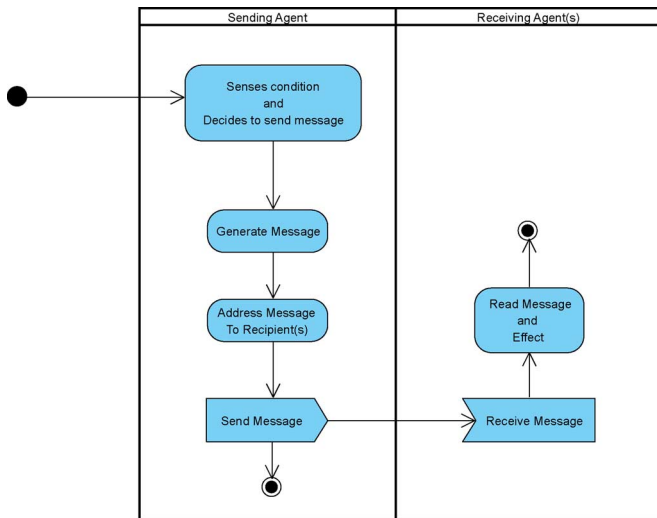 Sending Agent
Receiving Agent(s)
Senses condition
and
Decides to send message
Generate Message
Address Message
To Recipient(s)
Send Message
Receive Message
Read Message
and
Effect